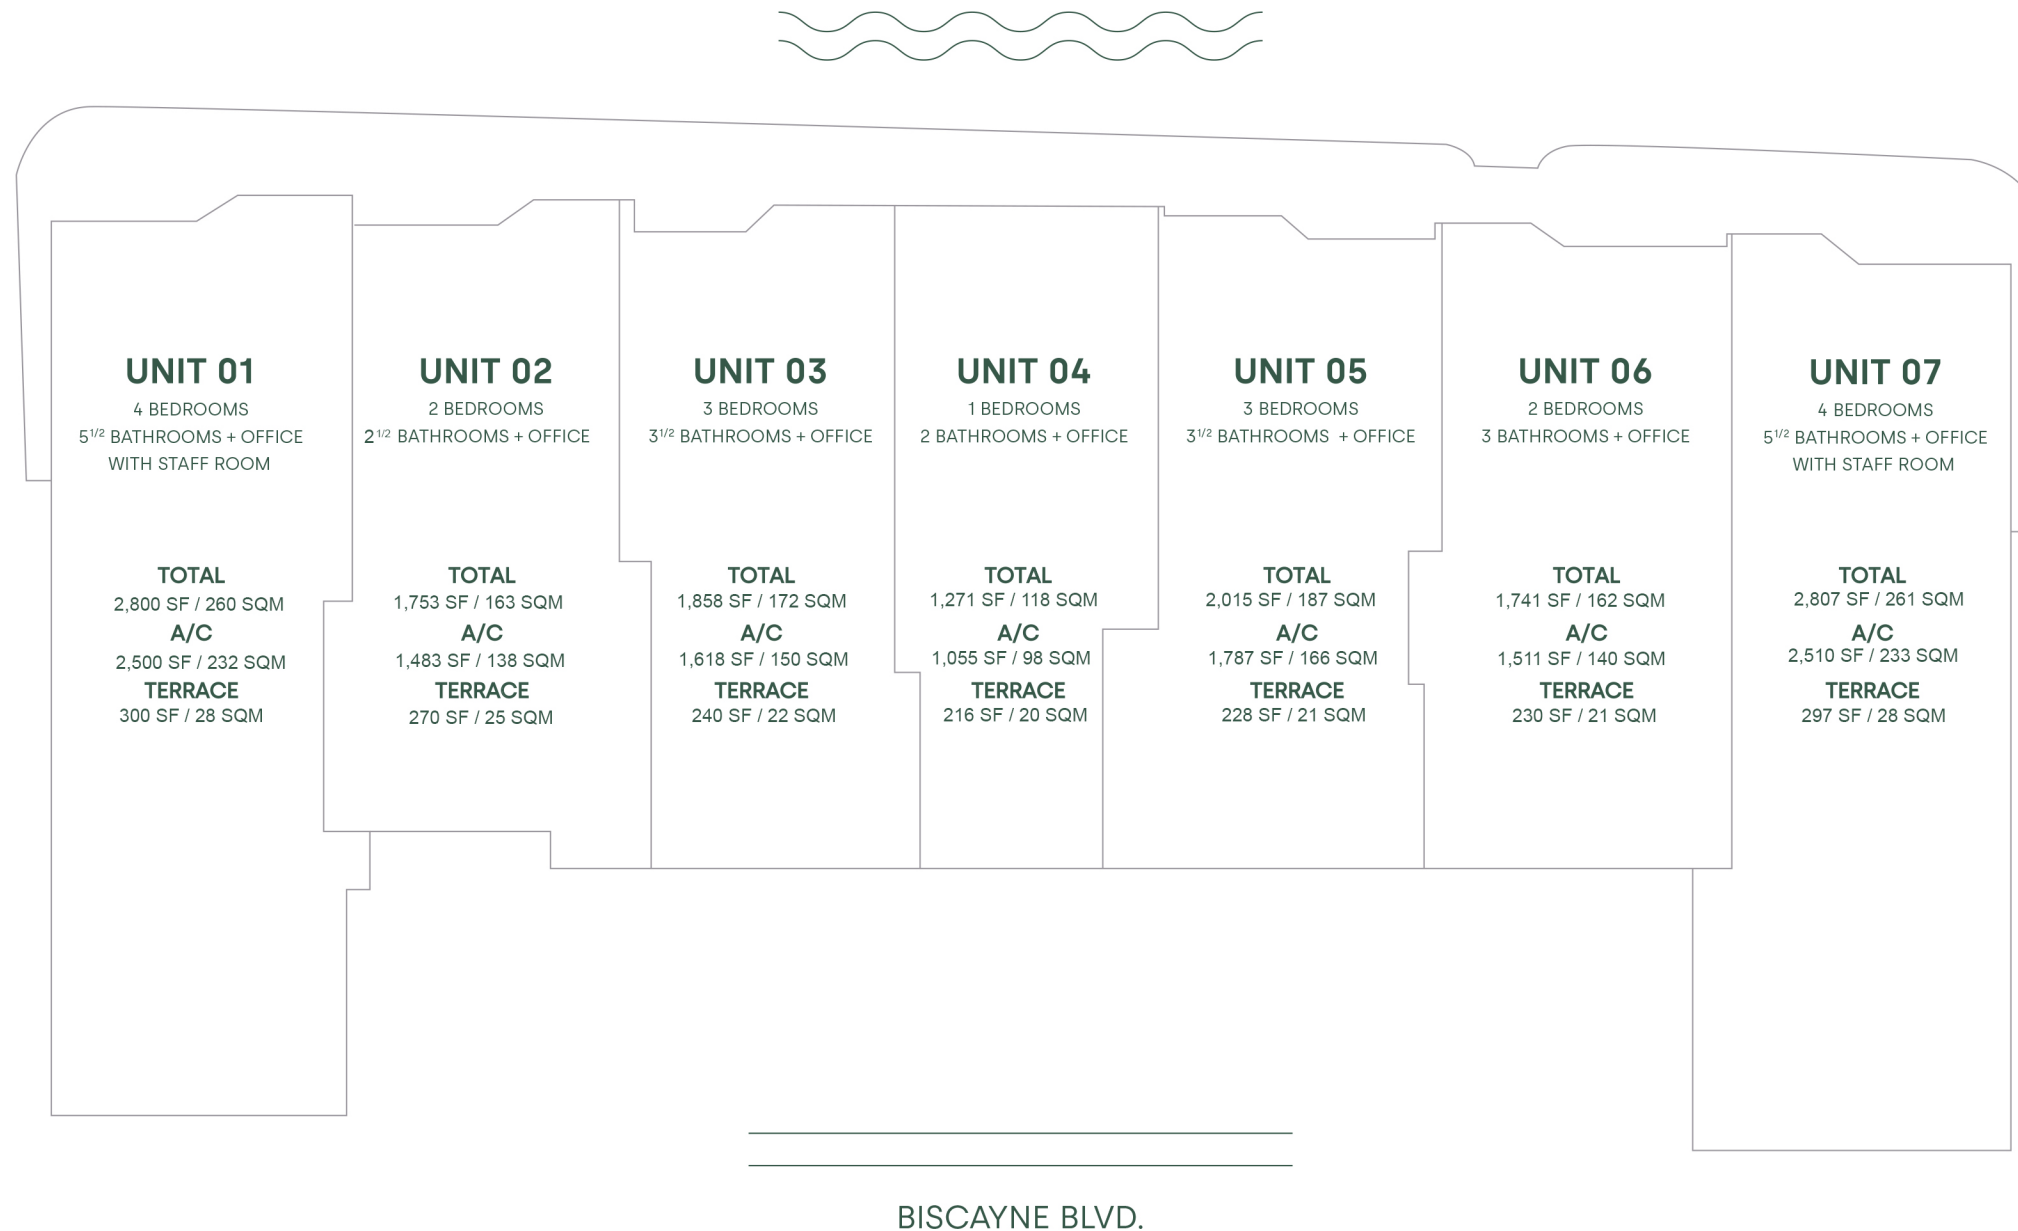 UNIT 01
4 BEDROOMS
5 1/2 BATHROOMS + OFFICE
WITH STAFF ROOM
TOTAL
2,800 SF / 260 SQM
A/C
2,500 SF / 232 SQM
TERRACE
300 SF / 28 SQM
UNIT 02
2 BEDROOMS
2 1/2 BATHROOMS + OFFICE
TOTAL
1,753 SF / 163 SQM
A/C
1,483 SF / 138 SQM
TERRACE
270 SF / 25 SQM
UNIT 03
3 BEDROOMS
3 1/2 BATHROOMS + OFFICE
TOTAL
1,858 SF / 172 SQM
A/C
1,618 SF / 150 SQM
TERRACE
240 SF / 22 SQM
UNIT 04
1 BEDROOMS
2 BATHROOMS + OFFICE
TOTAL
1,271 SF / 118 SQM
A/C
1,055 SF / 98 SQM
TERRACE
216 SF / 20 SQM
UNIT 05
3 BEDROOMS
3 1/2 BATHROOMS + OFFICE
TOTAL
2,015 SF / 187 SQM
A/C
1,787 SF / 166 SQM
TERRACE
228 SF / 21 SQM
UNIT 06
2 BEDROOMS
3 BATHROOMS + OFFICE
TOTAL
1,741 SF / 162 SQM
A/C
1,511 SF / 140 SQM
TERRACE
230 SF / 21 SQM
UNIT 07
4 BEDROOMS
5 1/2 BATHROOMS + OFFICE
WITH STAFF ROOM
TOTAL
2,807 SF / 261 SQM
A/C
2,510 SF / 233 SQM
TERRACE
297 SF / 28 SQM
BISCAYNE BLVD.